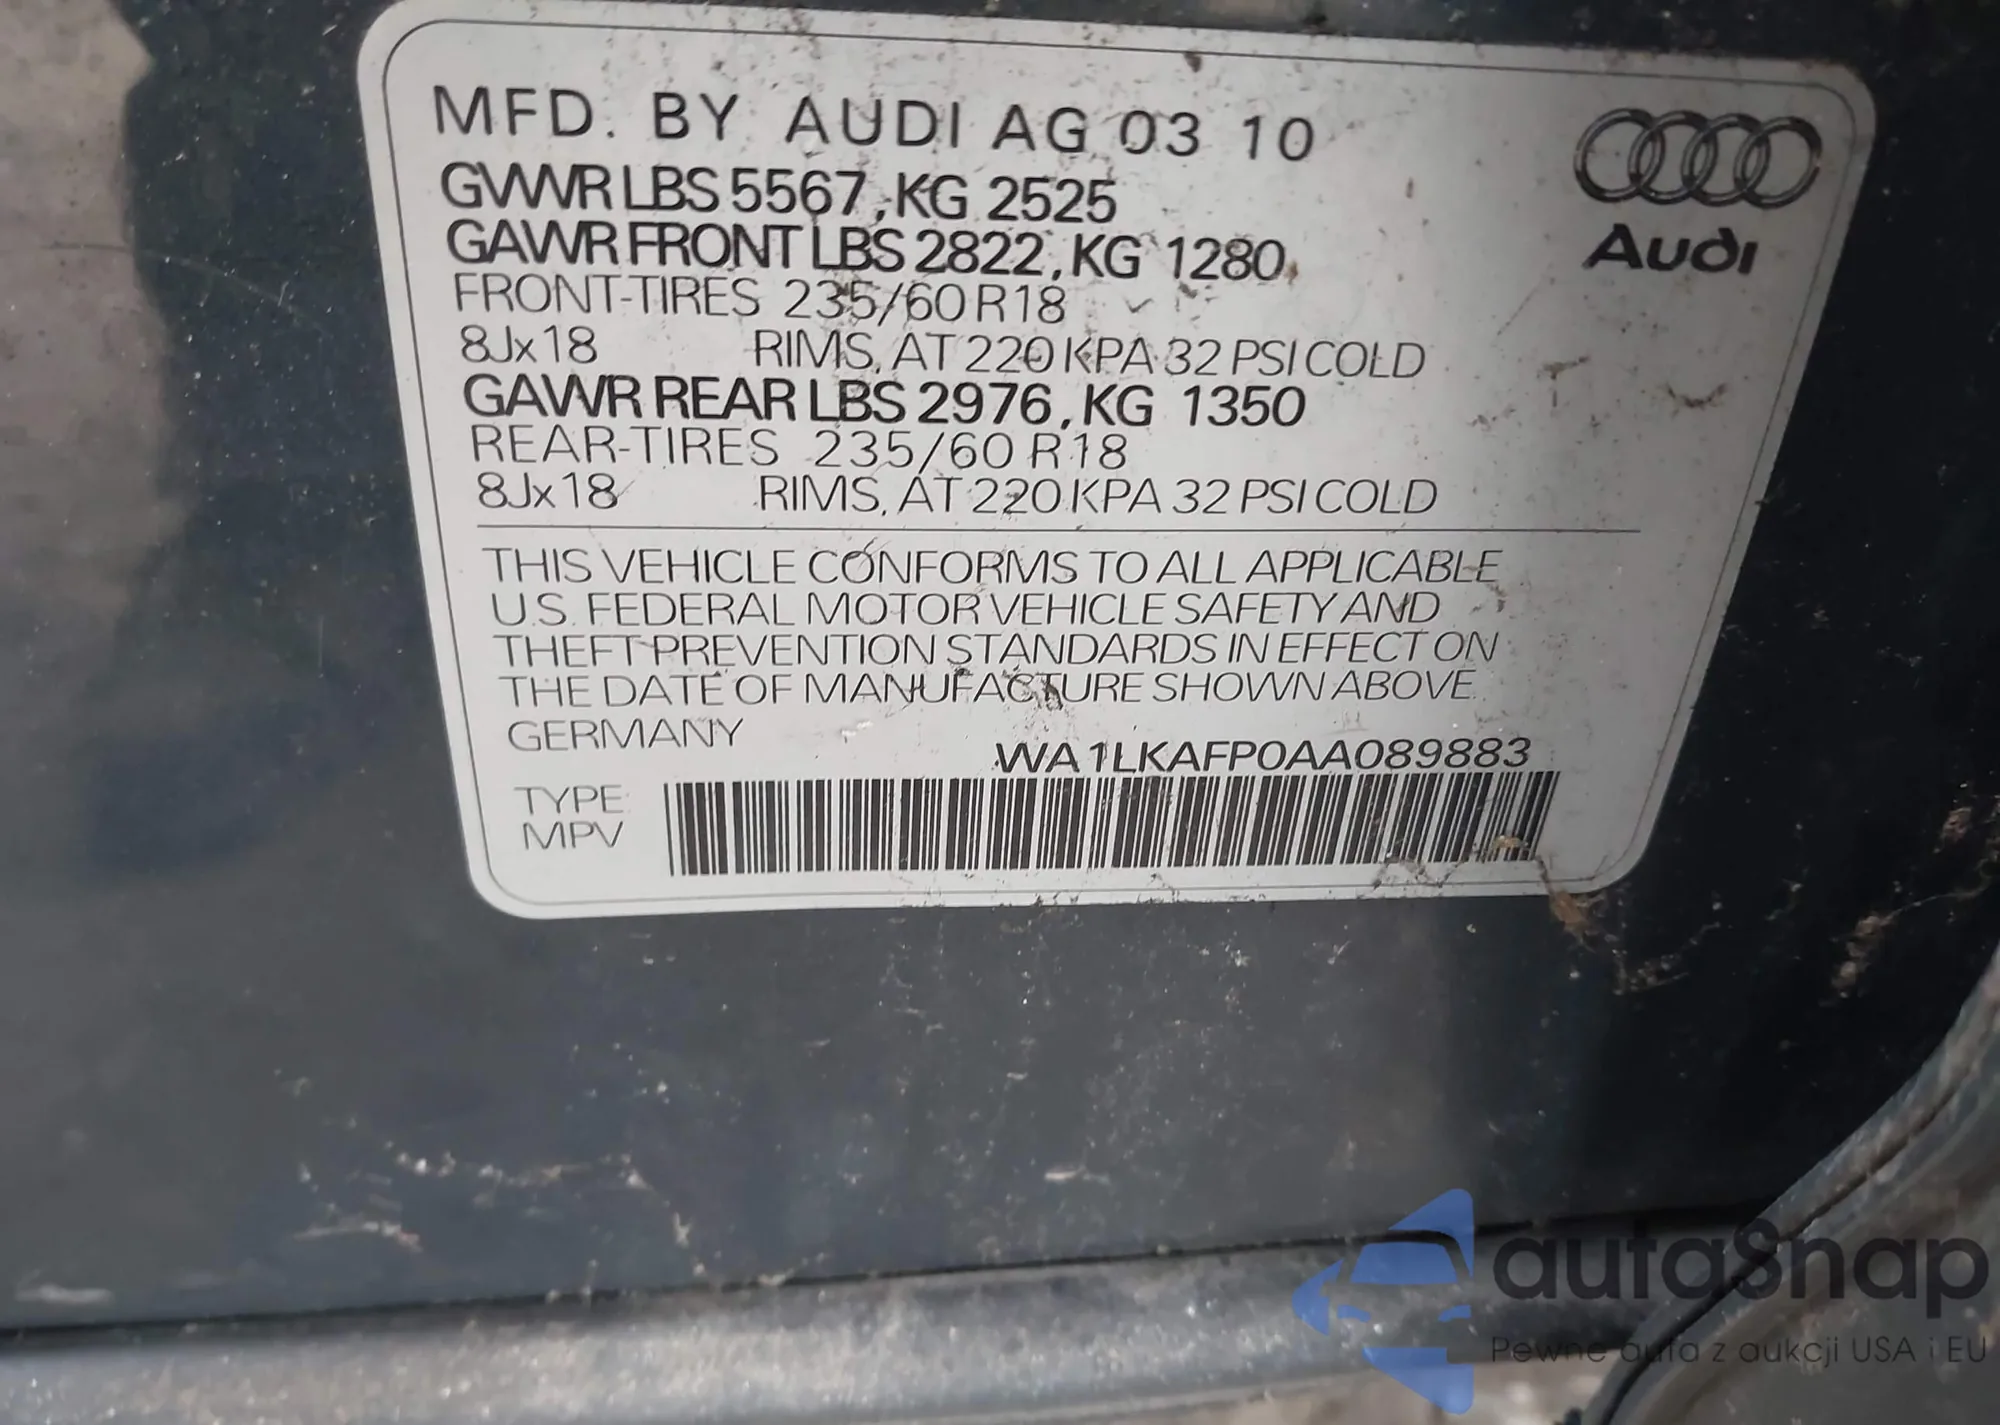 MFD. BY AUDI AG 03 10
GVWR LBS 5567, KG 2525
GAWR FRONT LBS 2822, KG 1280
FRONT-TIRES 235/60 R18
8Jx18 RIMS, AT 220 KPA 32 PSI COLD
GAWR REAR LBS 2976, KG 1350
REAR-TIRES 235/60 R18
8Jx18 RIMS, AT 220 KPA 32 PSI COLD
Audi
THIS VEHICLE CONFORMS TO ALL APPLICABLE
U.S. FEDERAL MOTOR VEHICLE SAFETY AND
THEFT PREVENTION STANDARDS IN EFFECT ON
THE DATE OF MANUFACTURE SHOWN ABOVE.
GERMANY
WA1LKAFP0AA089883
TYPE:
MPV
autaSnap
Pewne auta z aukcji USA i EU